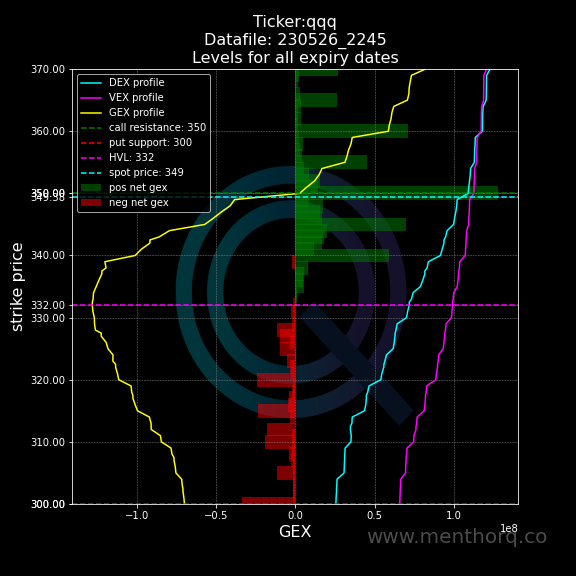 Ticker:qqq
Datafile: 230526_2245
Levels for all expiry dates
DEX profile
VEX profile
GEX profile
call resistance: 350
put support: 300
HVL: 332
spot price: 349
pos net gex
neg net gex
370.00
360.00
350.00
340.00
332.00
330.00
320.00
310.00
300.00
strike price
−1.0
−0.5
0.0
0.5
1.0
1e8
GEX
www.menthorq.co